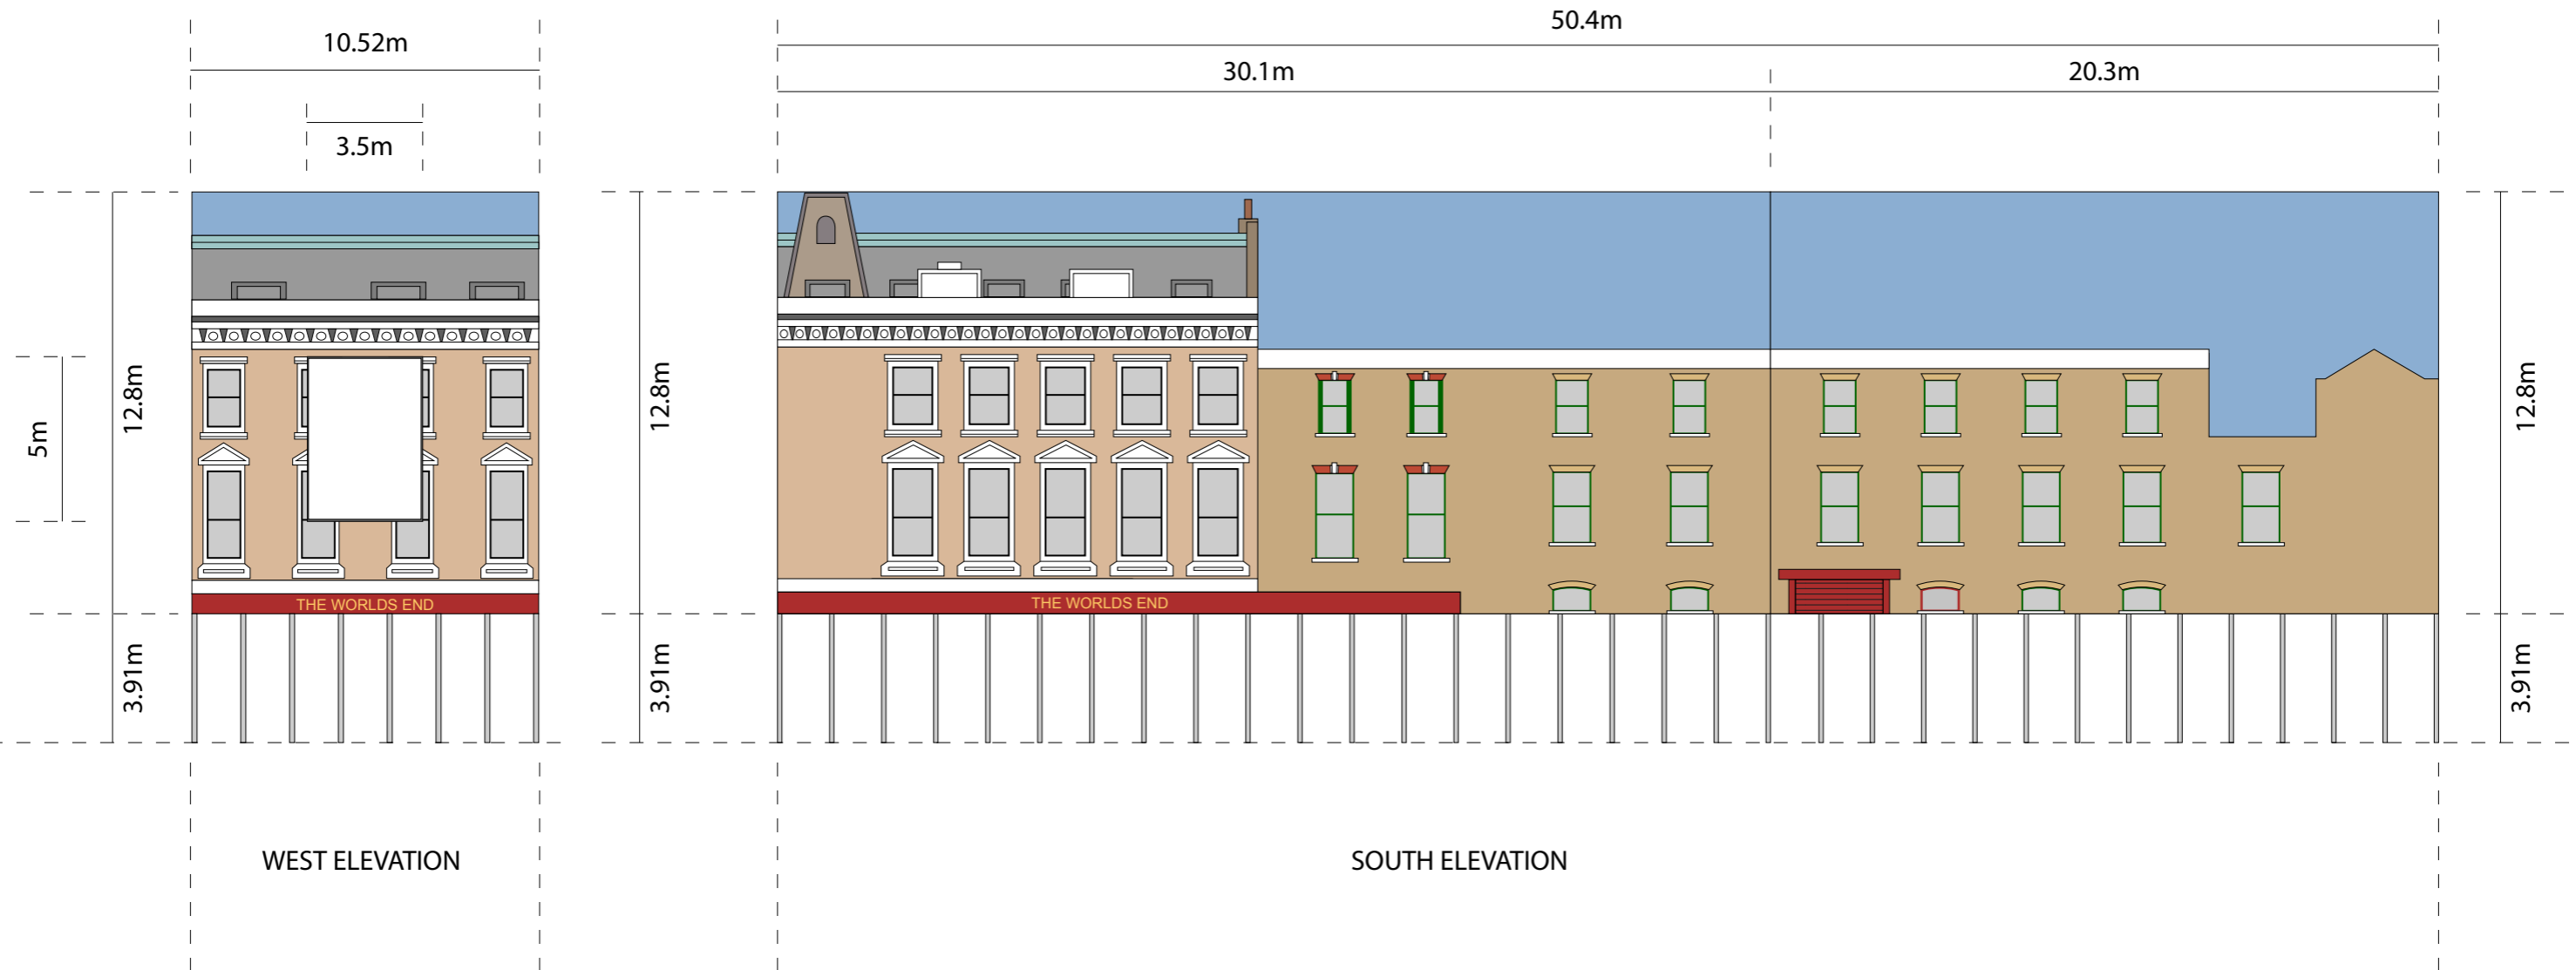 50.4m
10.52m
30.1m
20.3m
3.5m
5m
12.8m
12.8m
12.8m
THE WORLDS END
THE WORLDS END
3.91m
3.91m
3.91m
WEST ELEVATION
SOUTH ELEVATION